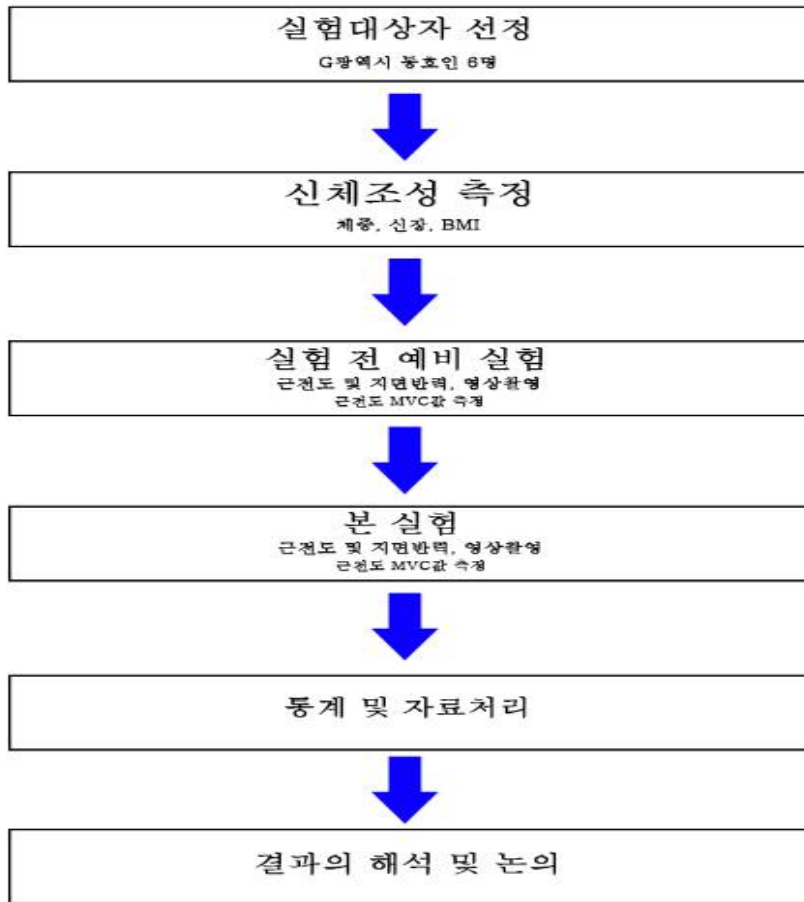 실험대상자 선정
G광역시 동호인 6명
신체조성 측정
체중, 신장, BMI
실험 전 예비 실험
근전도 및 지면반력, 영상촬영
근전도 MVC값 측정
본 실험
근전도 및 지면반력, 영상촬영
근전도 MVC값 측정
통계 및 자료처리
결과의 해석 및 논의